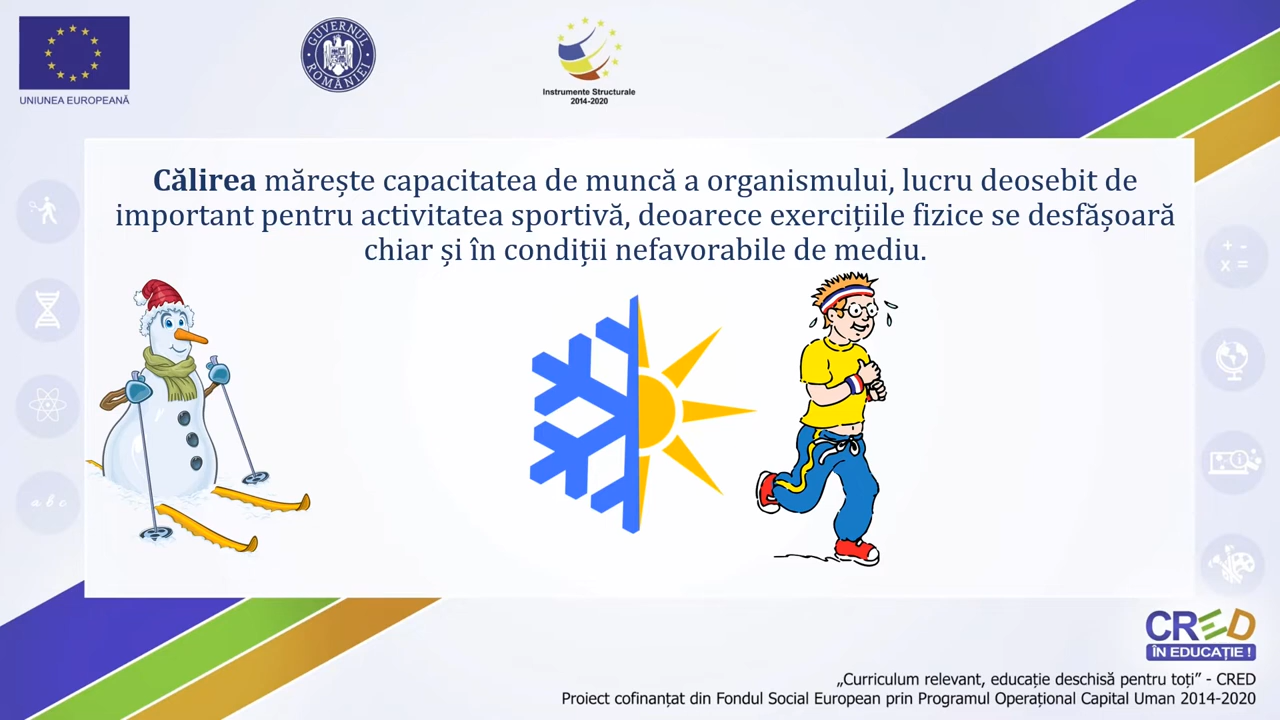 UNIUNEA EUROPEANĂ
GUVERNUL ROMÂNIEI
Instrumente Structurale
2014-2020
Călirea mărește capacitatea de muncă a organismului, lucru deosebit de
important pentru activitatea sportivă, deoarece exercițiile fizice se desfășoară
chiar și în condiții nefavorabile de mediu.
+ -
x =
a b c
CRED
ÎN EDUCAȚIE !
„Curriculum relevant, educație deschisă pentru toți” - CRED
Proiect cofinanțat din Fondul Social European prin Programul Operațional Capital Uman 2014-2020